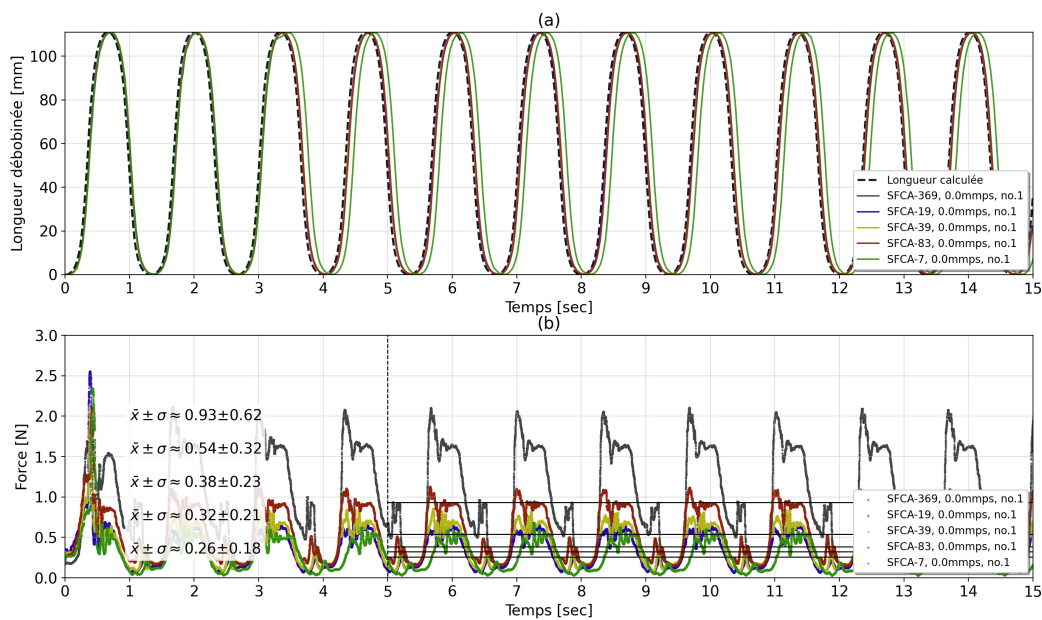 (a)
Longueur débobinée [mm]
100
80
60
40
20
0
Longueur calculée
SFCA-369, 0.0mmps, no.1
SFCA-19, 0.0mmps, no.1
SFCA-39, 0.0mmps, no.1
SFCA-83, 0.0mmps, no.1
SFCA-7, 0.0mmps, no.1
0 1 2 3 4 5 6 7 8 9 10 11 12 13 14 15
Temps [sec]
(b)
Force [N]
3.0
2.5
2.0
1.5
1.0
0.5
0.0
x̄ ± σ ≈ 0.93±0.62
x̄ ± σ ≈ 0.54±0.32
x̄ ± σ ≈ 0.38±0.23
x̄ ± σ ≈ 0.32±0.21
x̄ ± σ ≈ 0.26±0.18
SFCA-369, 0.0mmps, no.1
SFCA-19, 0.0mmps, no.1
SFCA-39, 0.0mmps, no.1
SFCA-83, 0.0mmps, no.1
SFCA-7, 0.0mmps, no.1
0 1 2 3 4 5 6 7 8 9 10 11 12 13 14 15
Temps [sec]